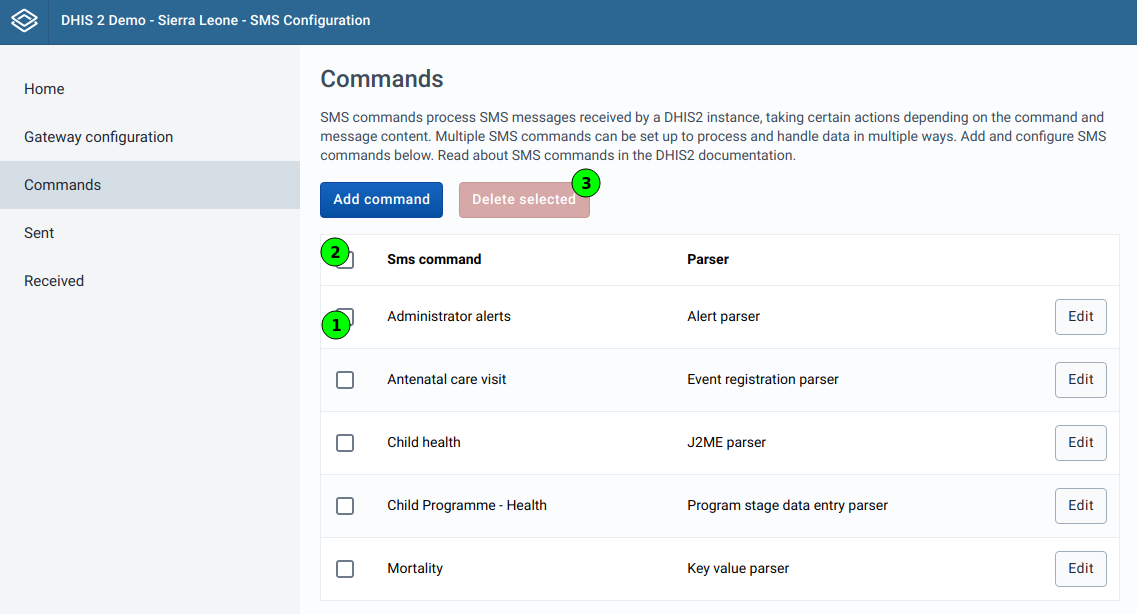 DHIS 2 Demo - Sierra Leone - SMS Configuration
Home
Gateway configuration
Commands
Sent
Received
Commands
SMS commands process SMS messages received by a DHIS2 instance, taking certain actions depending on the command and
message content. Multiple SMS commands can be set up to process and handle data in multiple ways. Add and configure SMS
commands below. Read about SMS commands in the DHIS2 documentation.
Add command
Delete selected
3
2
Sms command Parser
1
Administrator alerts Alert parser Edit
Antenatal care visit Event registration parser Edit
Child health J2ME parser Edit
Child Programme - Health Program stage data entry parser Edit
Mortality Key value parser Edit